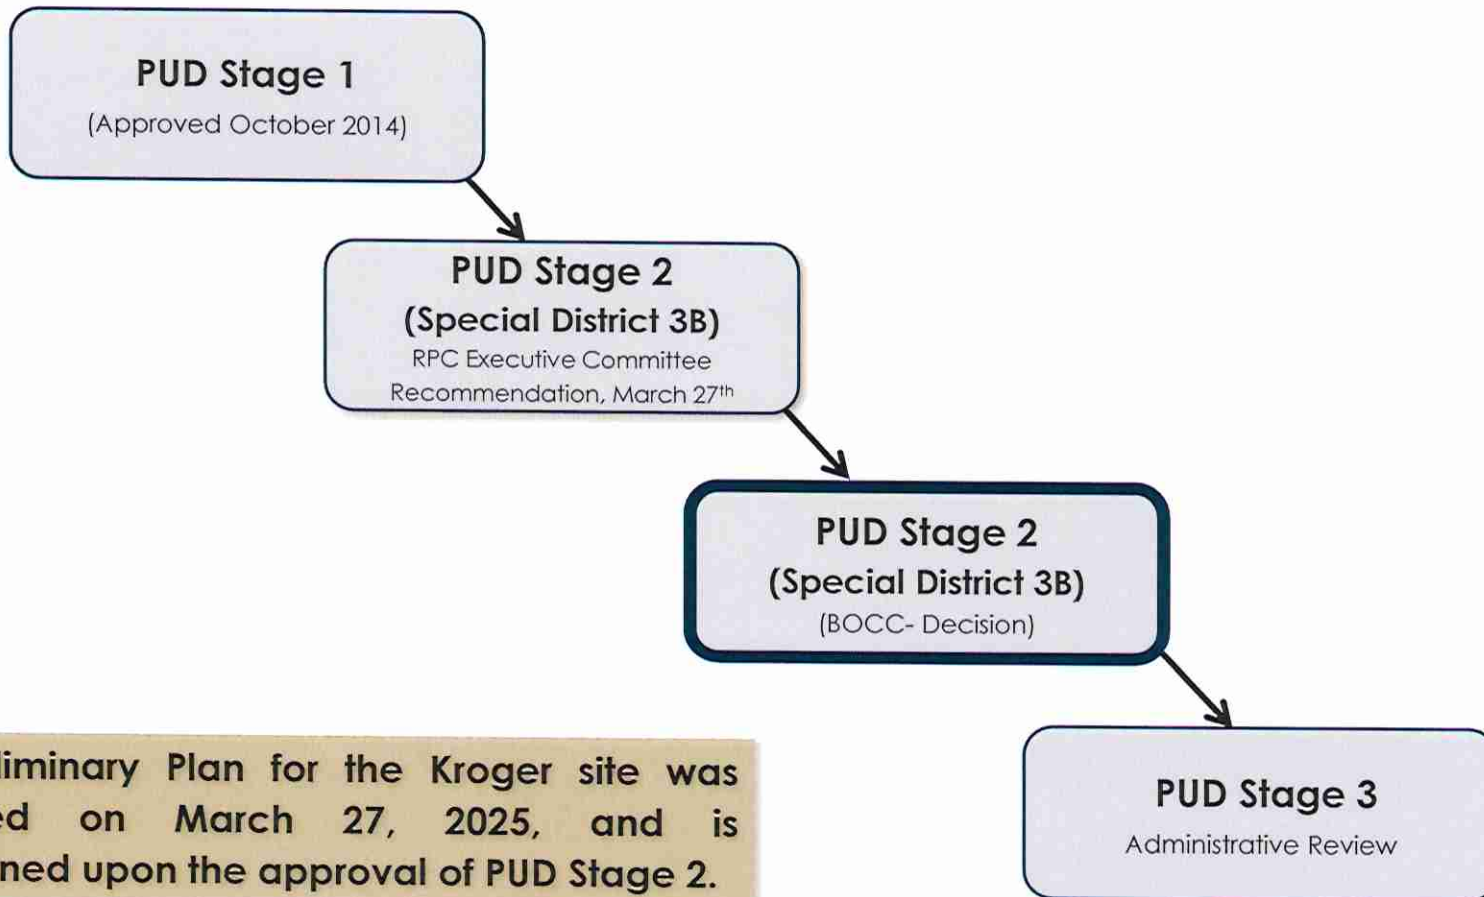 PUD Stage 1
(Approved October 2014)
PUD Stage 2
(Special District 3B)
RPC Executive Committee
Recommendation, March 27th
PUD Stage 2
(Special District 3B)
(BOCC- Decision)
liminary Plan for the Kroger site was
ed on March 27, 2025, and is
ned upon the approval of PUD Stage 2.
PUD Stage 3
Administrative Review